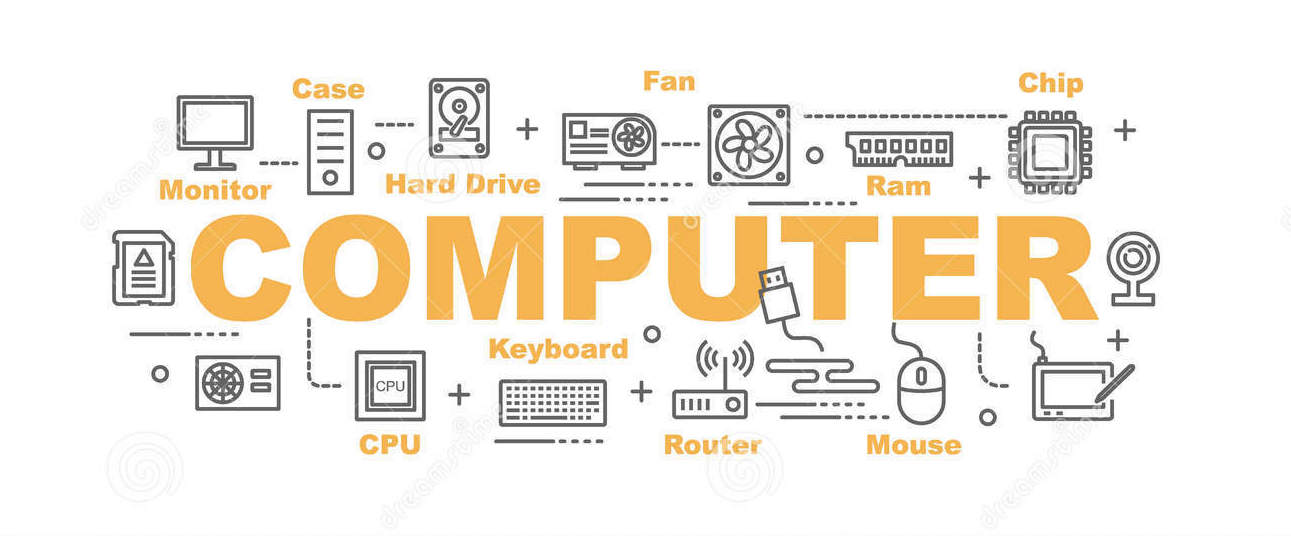 Case
Fan
Chip
Monitor
Hard Drive
Ram
COMPUTER
Keyboard
CPU
CPU
Router
Mouse